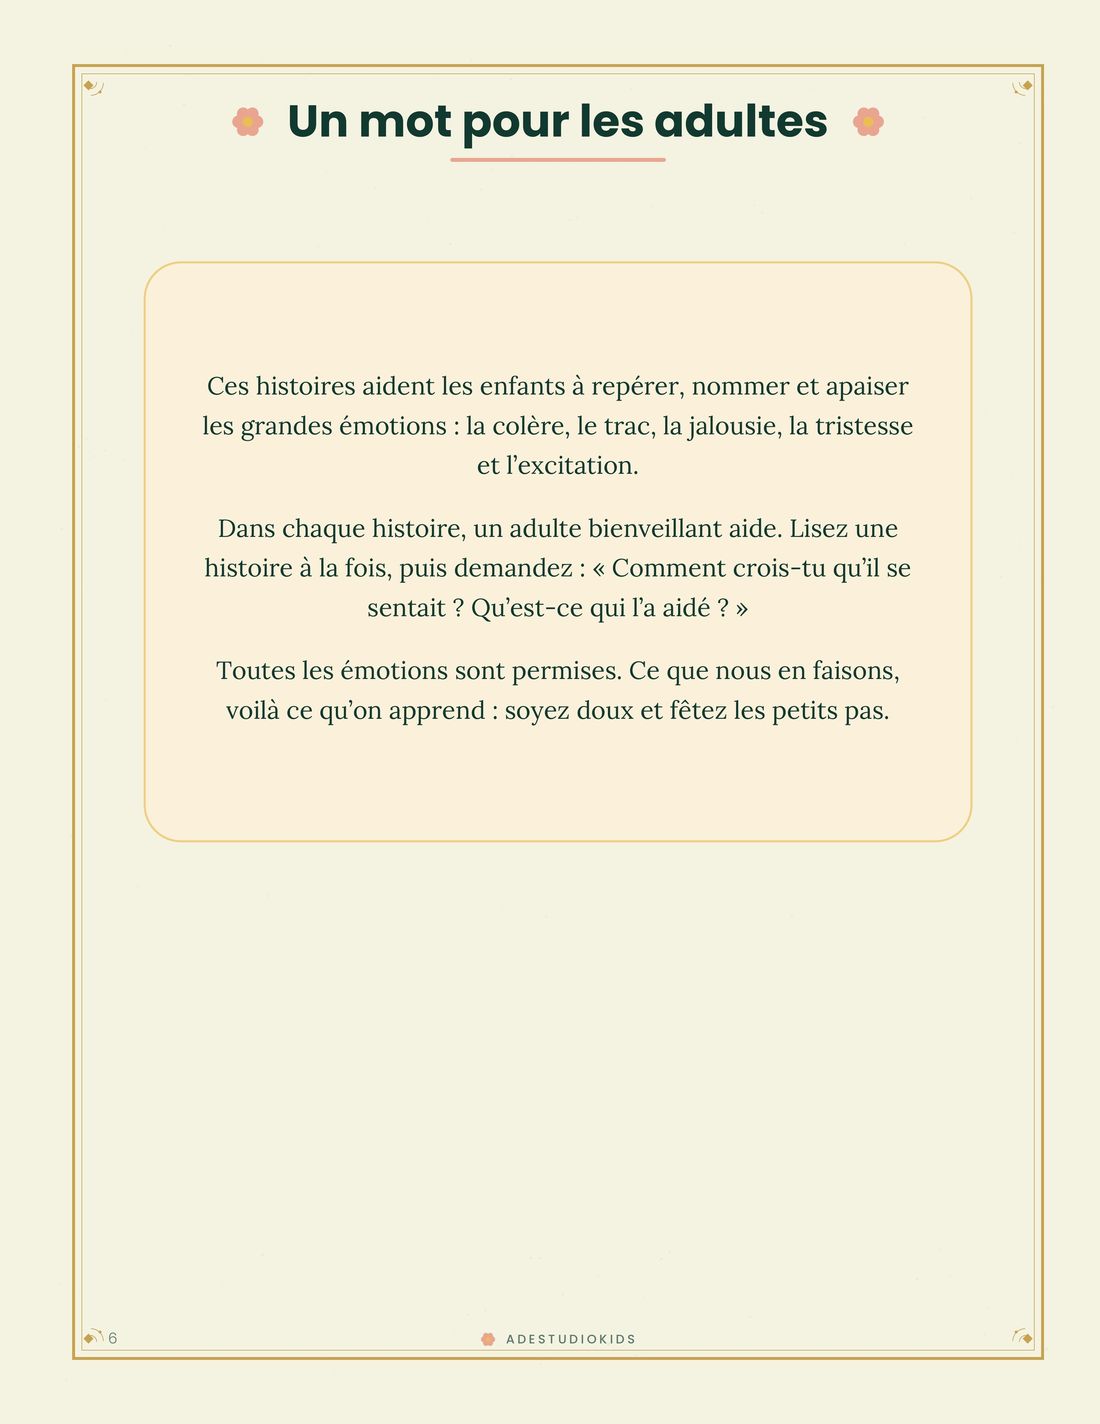 Un mot pour les adultes
Ces histoires aident les enfants à repérer, nommer et apaiser
les grandes émotions : la colère, le trac, la jalousie, la tristesse
et l’excitation.
Dans chaque histoire, un adulte bienveillant aide. Lisez une
histoire à la fois, puis demandez : « Comment crois-tu qu’il se
sentait ? Qu’est-ce qui l’a aidé ? »
Toutes les émotions sont permises. Ce que nous en faisons,
voilà ce qu’on apprend : soyez doux et fêtez les petits pas.
6
ADESTUDIOKIDS